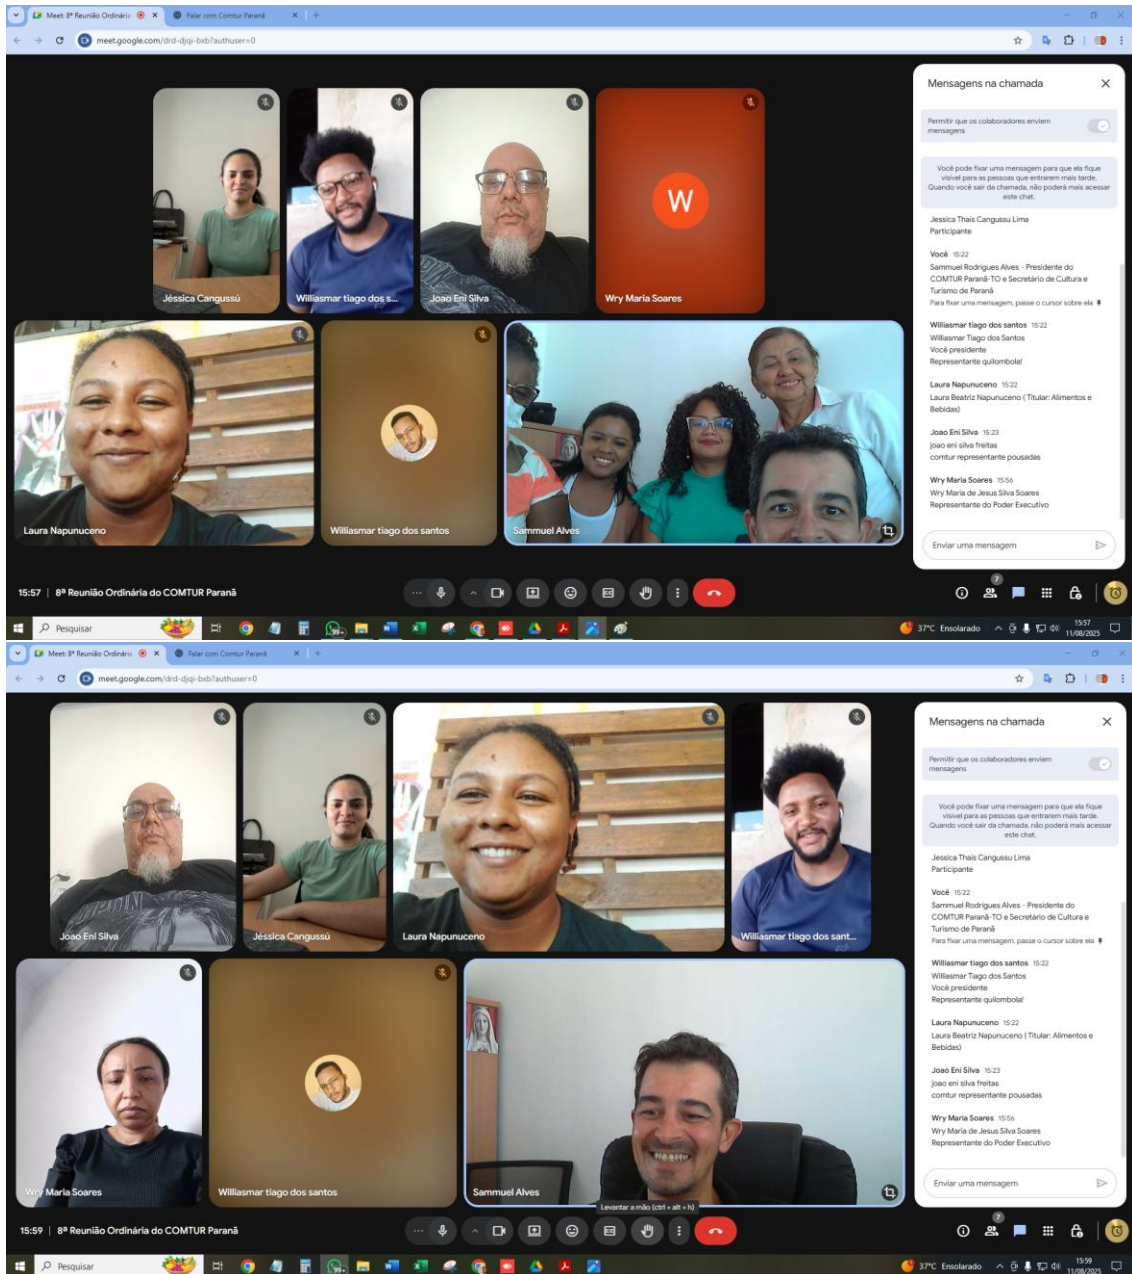 Meet: 8ª Reunião Ordinária
Falar com Comtur Paranã
meet.google.com/drd-djqi-bxb?authuser=0
Jéssica Cangussú
Williasmar tiago dos s...
Joao Eni Silva
W
Wry Maria Soares
Laura Napunuceno
Williasmar tiago dos santos
Sammuel Alves
Mensagens na chamada
Permitir que os colaboradores enviem
mensagens
Você pode fixar uma mensagem para que ela fique
visível para as pessoas que entrarem mais tarde.
Quando você sair da chamada, não poderá mais acessar
este chat.
Jessica Thais Cangussu Lima
Participante
Você 15:22
Sammuel Rodrigues Alves - Presidente do
COMTUR Paranã-TO e Secretário de Cultura e
Turismo de Paranã
Para fixar uma mensagem, passe o cursor sobre ela
Williasmar tiago dos santos 15:22
Williasmar Tiago dos Santos
Você presidente
Representante quilombola!
Laura Napunuceno 15:22
Laura Beatriz Napunuceno ( Titular: Alimentos e
Bebidas)
Joao Eni Silva 15:23
joao eni silva freitas
comtur representante pousadas
Wry Maria Soares 15:56
Wry Maria de Jesus Silva Soares
Representante do Poder Executivo
Enviar uma mensagem
15:57 | 8ª Reunião Ordinária do COMTUR Paranã
7
Pesquisar
99+
37°C Ensolarado
15:57
11/08/2025
Meet: 8ª Reunião Ordinária
Falar com Comtur Paranã
meet.google.com/drd-djqi-bxb?authuser=0
Joao Eni Silva
Jéssica Cangussú
Laura Napunuceno
Williasmar tiago dos sant...
Wry Maria Soares
Williasmar tiago dos santos
Sammuel Alves
Levantar a mão (ctrl + alt + h)
Mensagens na chamada
Permitir que os colaboradores enviem
mensagens
Você pode fixar uma mensagem para que ela fique
visível para as pessoas que entrarem mais tarde.
Quando você sair da chamada, não poderá mais acessar
este chat.
Jessica Thais Cangussu Lima
Participante
Você 15:22
Sammuel Rodrigues Alves - Presidente do
COMTUR Paranã-TO e Secretário de Cultura e
Turismo de Paranã
Para fixar uma mensagem, passe o cursor sobre ela
Williasmar tiago dos santos 15:22
Williasmar Tiago dos Santos
Você presidente
Representante quilombola!
Laura Napunuceno 15:22
Laura Beatriz Napunuceno ( Titular: Alimentos e
Bebidas)
Joao Eni Silva 15:23
joao eni silva freitas
comtur representante pousadas
Wry Maria Soares 15:56
Wry Maria de Jesus Silva Soares
Representante do Poder Executivo
Enviar uma mensagem
15:59 | 8ª Reunião Ordinária do COMTUR Paranã
7
Pesquisar
99+
37°C Ensolarado
15:59
11/08/2025